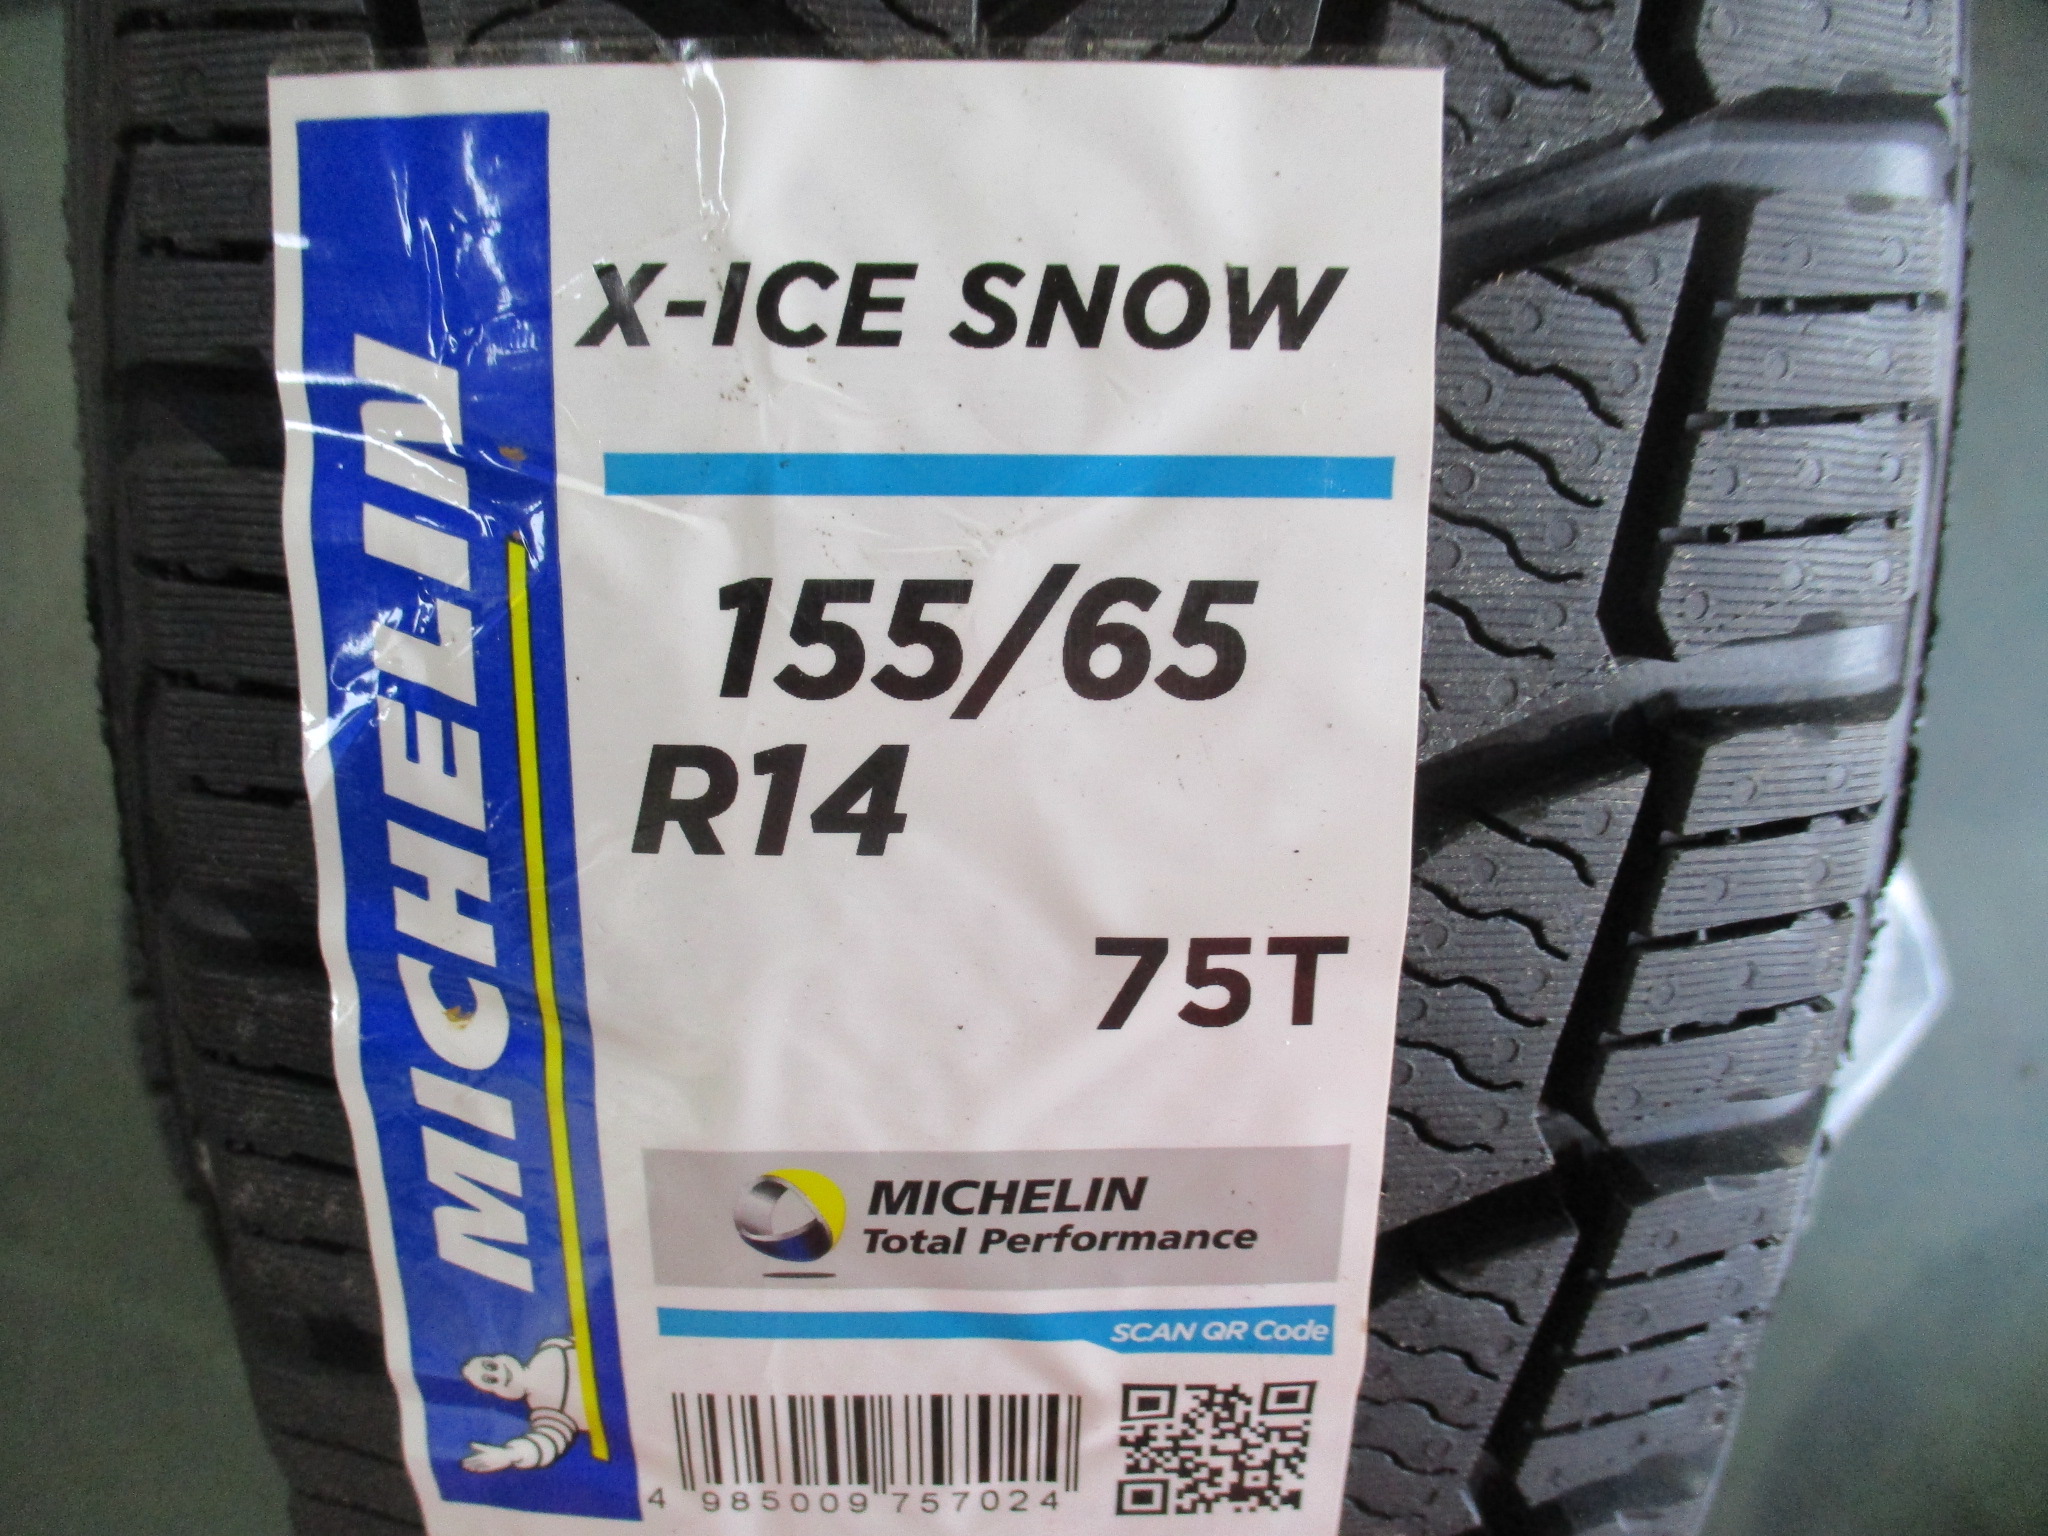 MICHELIN
X-ICE SNOW
155/65
R14
75T
MICHELIN
Total Performance
SCAN QR Code
4 985009 757024